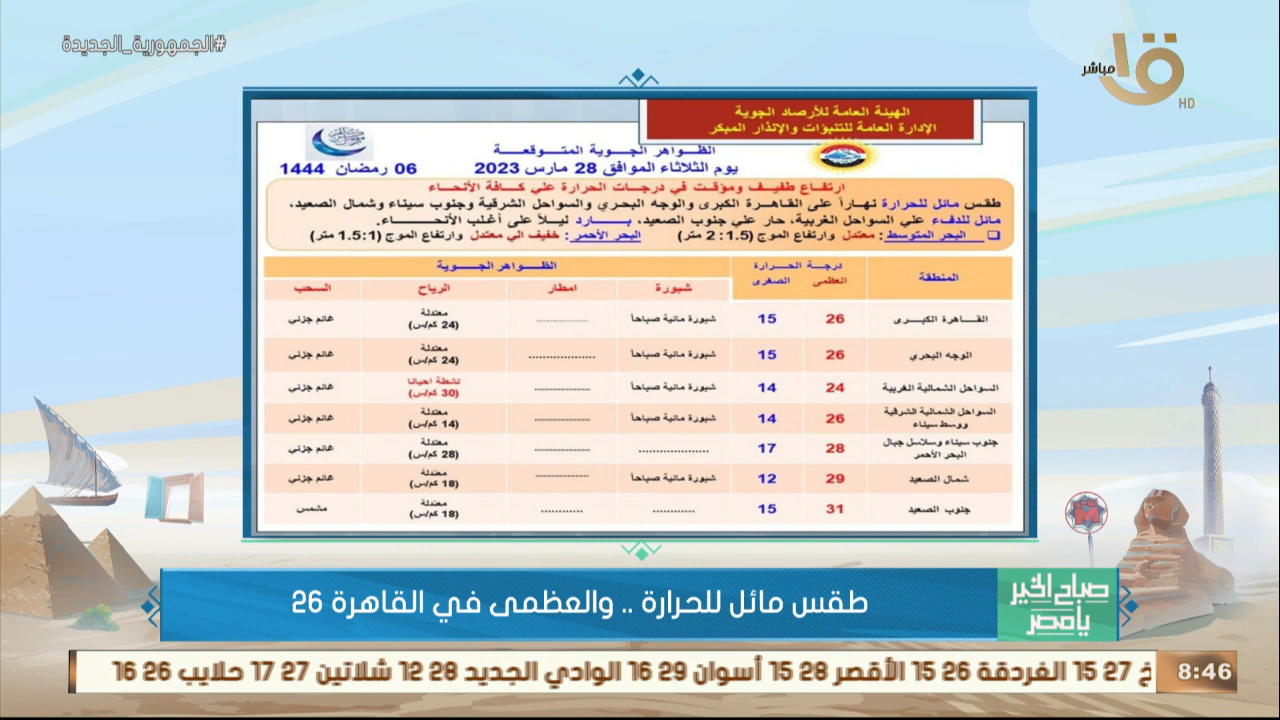 #الجمهورية_الجديدة
مباشر
HD
الهيئة العامة للأرصاد الجوية
الإدارة العامة للتنبؤات والإنذار المبكر
الظواهر الجوية المتوقعة
يوم الثلاثاء الموافق 28 مارس 2023
06 رمضان 1444
ارتفاع طفيف ومؤقت في درجات الحرارة علي كافة الأنحاء
طقس مائل للحرارة نهاراً على القاهرة الكبرى والوجه البحري والسواحل الشرقية وجنوب سيناء وشمال الصعيد،
مائل للدفاء علي السواحل الغربية، حار علي جنوب الصعيد، بارد ليلاً على أغلب الأنحاء.
البحر المتوسط: معتدل وارتفاع الموج (1.5: 2 متر) البحر الأحمر: خفيف الي معتدل وارتفاع الموج (1:1.5 متر)
المنطقة درجة الحرارة الظواهر الجوية
العظمى الصغرى شبورة امطار الرياح السحب
القاهرة الكبرى 26 15 شبورة مائية صباحاً .................. معتدلة (24 كم/س) غائم جزئي
الوجه البحري 26 15 شبورة مائية صباحاً .................. معتدلة (24 كم/س) غائم جزئي
السواحل الشمالية الغربية 24 14 شبورة مائية صباحاً .................. نشطة احيانا (30 كم/س) غائم جزئي
السواحل الشمالية الشرقية ووسط سيناء 26 14 شبورة مائية صباحاً .................. معتدلة (14 كم/س) غائم جزئي
جنوب سيناء وسلاسل جبال البحر الأحمر 28 17 .................. .................. معتدلة (28 كم/س) غائم جزئي
شمال الصعيد 29 12 شبورة مائية صباحاً .................. معتدلة (18 كم/س) غائم جزئي
جنوب الصعيد 31 15 ............ ............ معتدلة (18 كم/س) مشمس
صباح الخير
يا مصر
طقس مائل للحرارة .. والعظمى في القاهرة 26
8:46
خ 27 15 الغردقة 26 15 الأقصر 28 15 أسوان 29 16 الوادي الجديد 28 12 شلاتين 27 17 حلايب 26 16